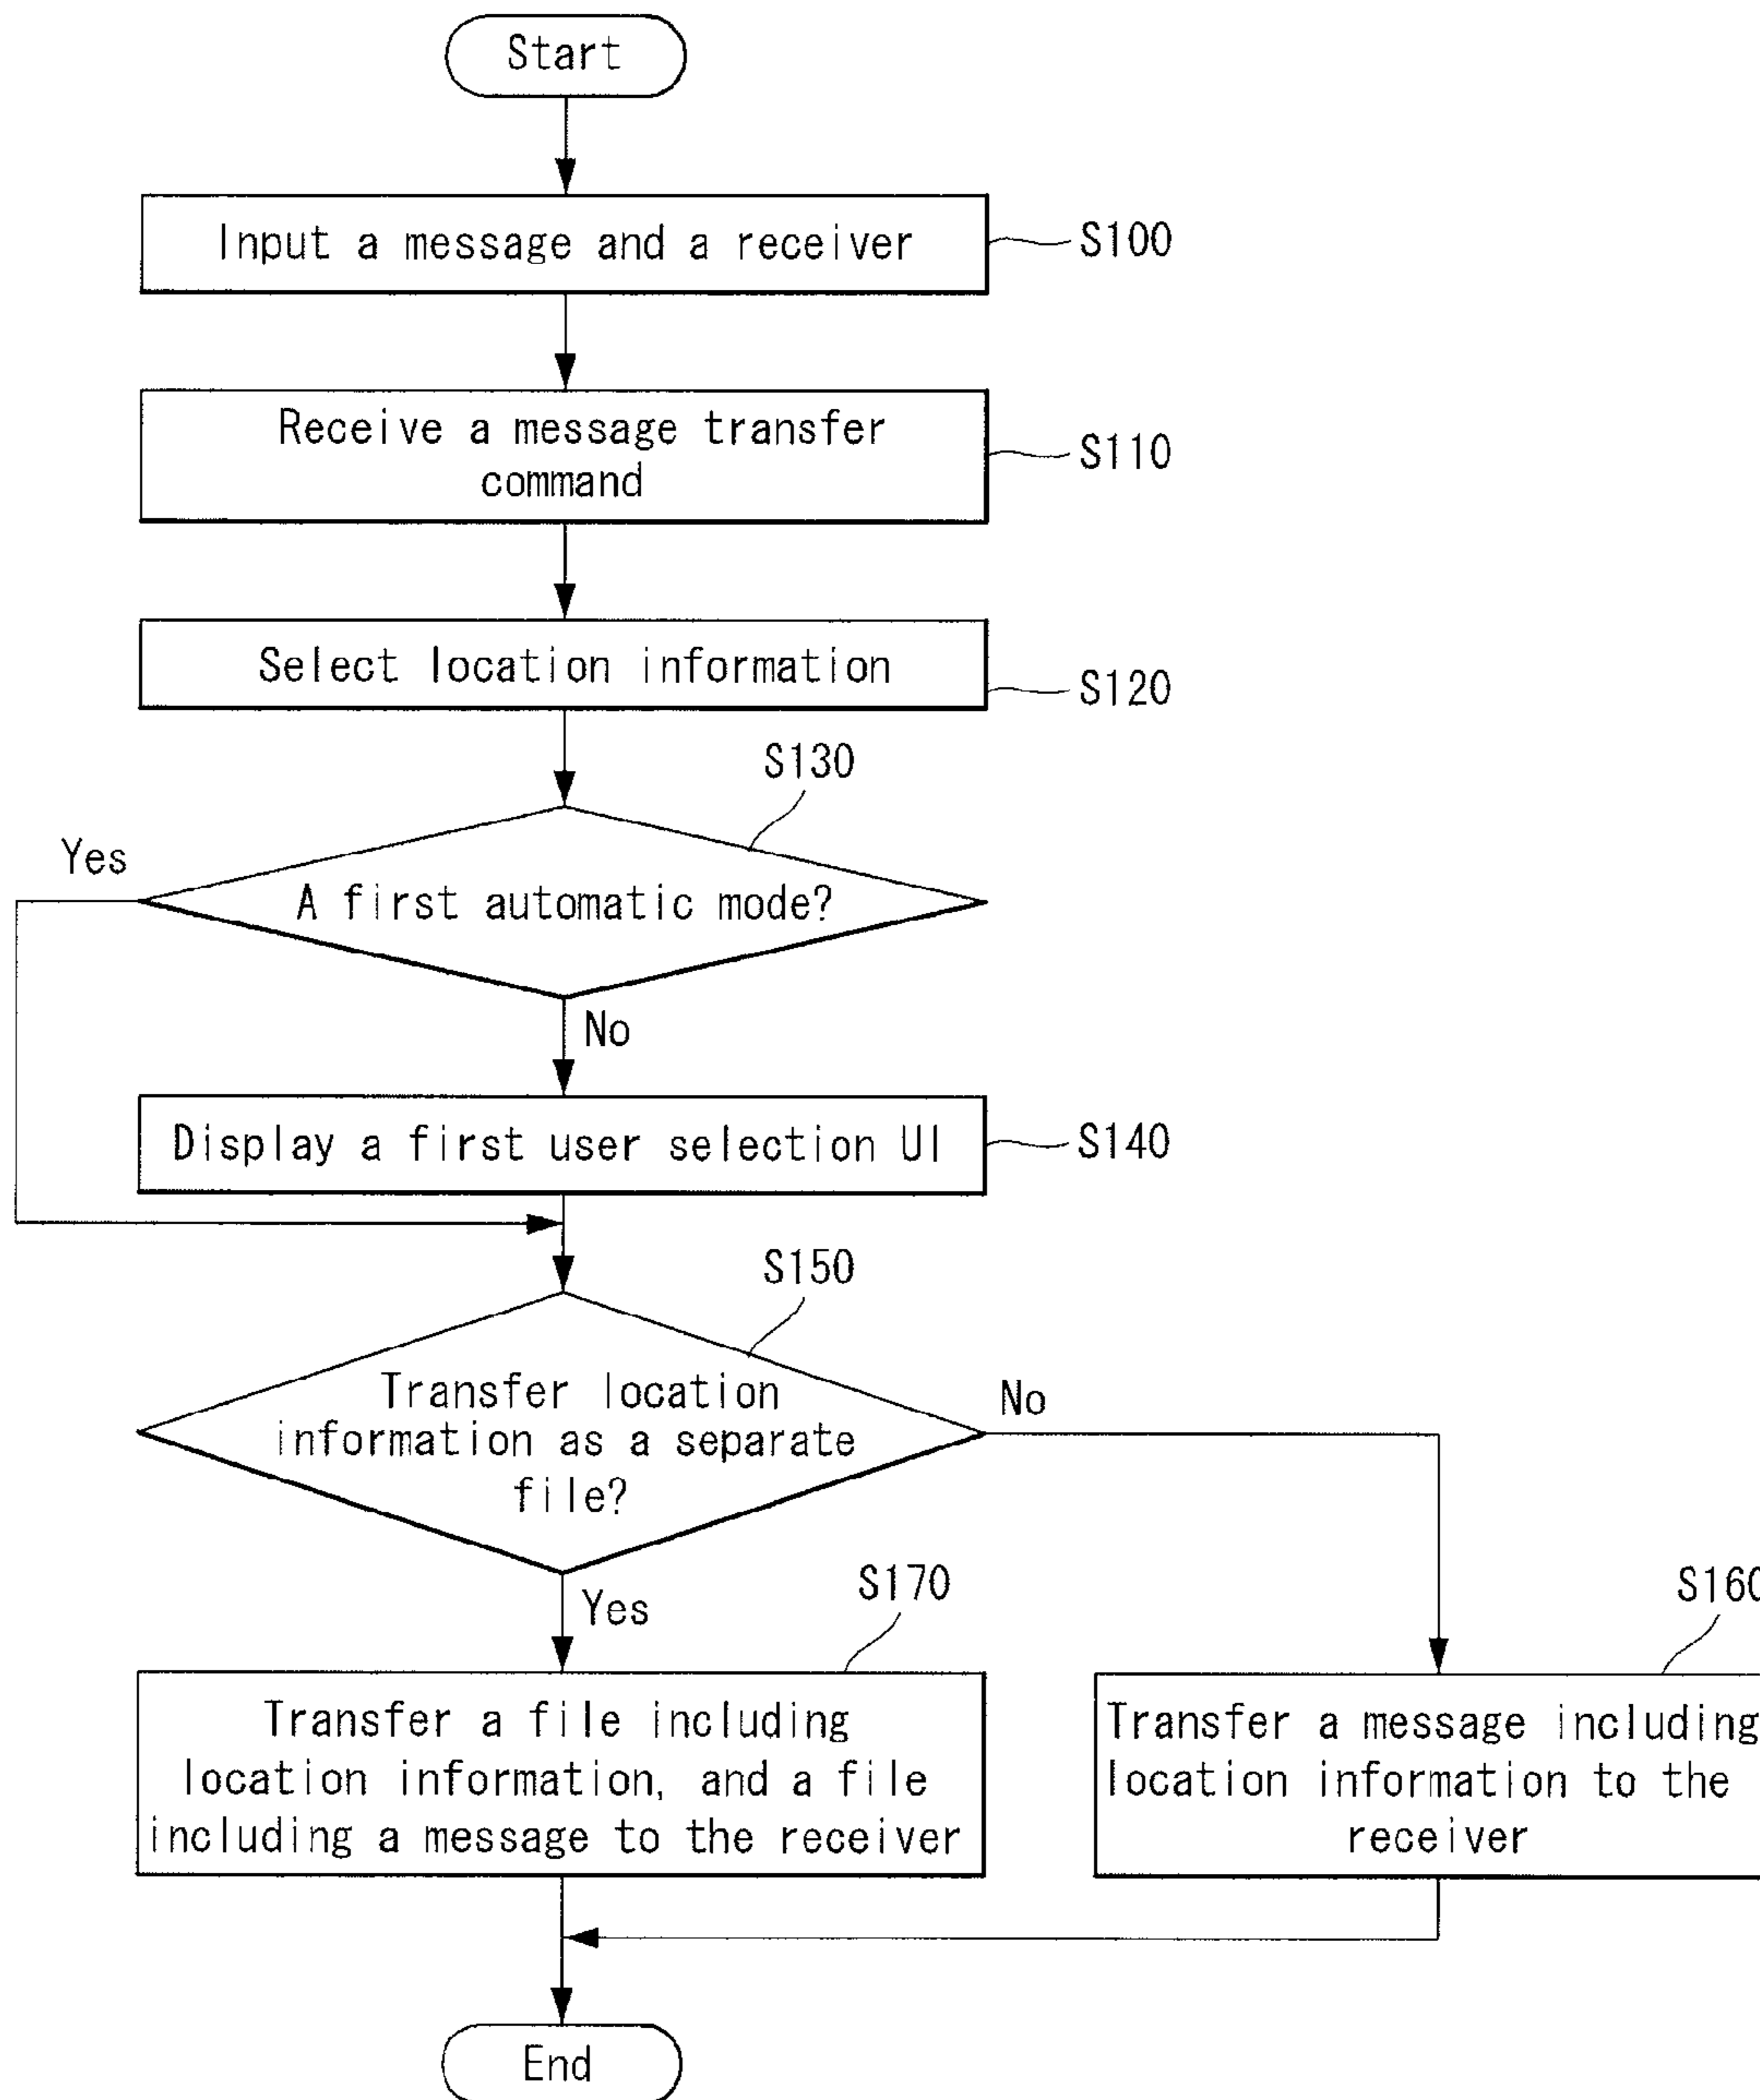 Start
Input a message and a receiver
S100
Receive a message transfer
command
S110
Select location information
S120
S130
Yes
A first automatic mode?
No
Display a first user selection UI
S140
S150
Transfer location
information as a separate
file?
No
Yes
S170
S160
Transfer a file including
location information, and a file
including a message to the receiver
Transfer a message including
location information to the
receiver
End